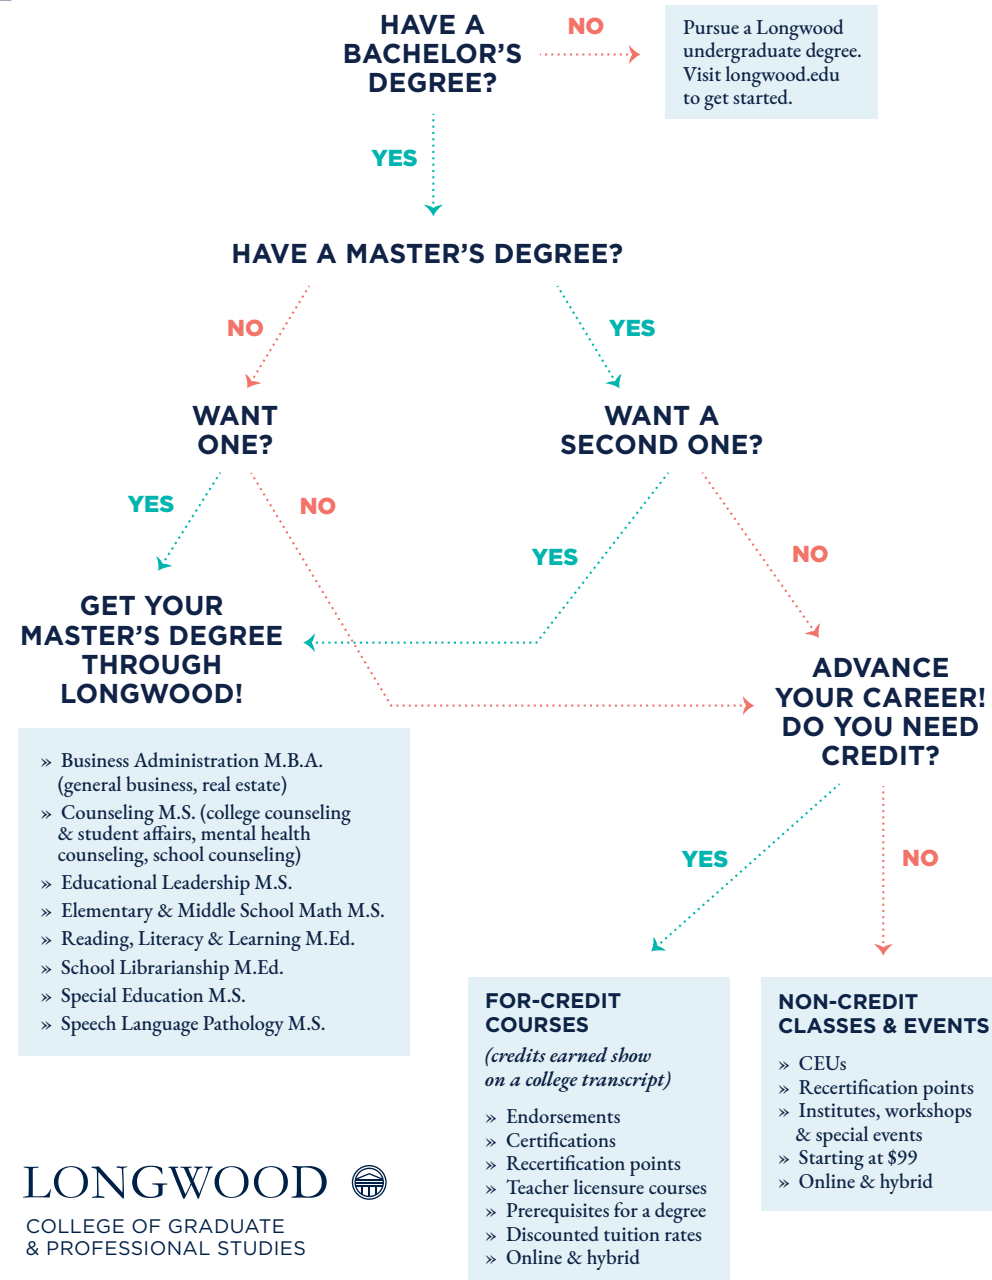 HAVE A
BACHELOR’S
DEGREE?
NO
Pursue a Longwood
undergraduate degree.
Visit longwood.edu
to get started.
YES
HAVE A MASTER’S DEGREE?
NO
YES
WANT
ONE?
WANT A
SECOND ONE?
YES
NO
YES
NO
GET YOUR
MASTER’S DEGREE
THROUGH
LONGWOOD!
ADVANCE
YOUR CAREER!
DO YOU NEED
CREDIT?
» Business Administration M.B.A.
(general business, real estate)
» Counseling M.S. (college counseling
& student affairs, mental health
counseling, school counseling)
» Educational Leadership M.S.
» Elementary & Middle School Math M.S.
» Reading, Literacy & Learning M.Ed.
» School Librarianship M.Ed.
» Special Education M.S.
» Speech Language Pathology M.S.
YES
NO
FOR-CREDIT
COURSES
(credits earned show
on a college transcript)
» Endorsements
» Certifications
» Recertification points
» Teacher licensure courses
» Prerequisites for a degree
» Discounted tuition rates
» Online & hybrid
NON-CREDIT
CLASSES & EVENTS
» CEUs
» Recertification points
» Institutes, workshops
& special events
» Starting at $99
» Online & hybrid
LONGWOOD
COLLEGE OF GRADUATE
& PROFESSIONAL STUDIES